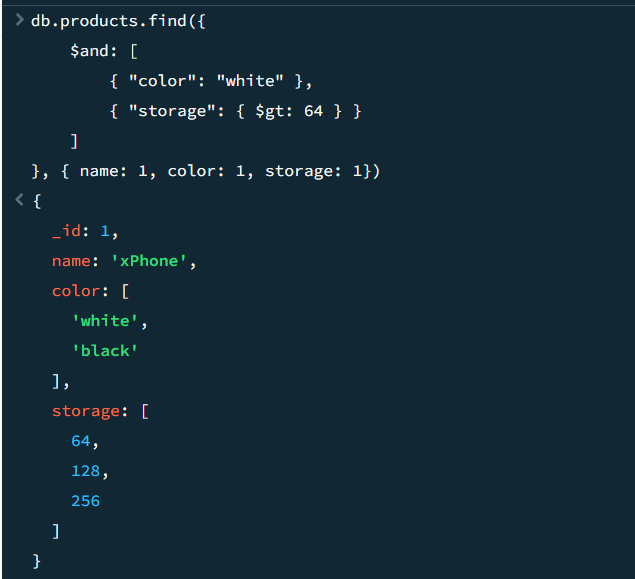 > db.products.find({
$and: [
{ "color": "white" },
{ "storage": { $gt: 64 } }
]
}, { name: 1, color: 1, storage: 1})
< {
_id: 1,
name: 'xPhone',
color: [
'white',
'black'
],
storage: [
64,
128,
256
]
}